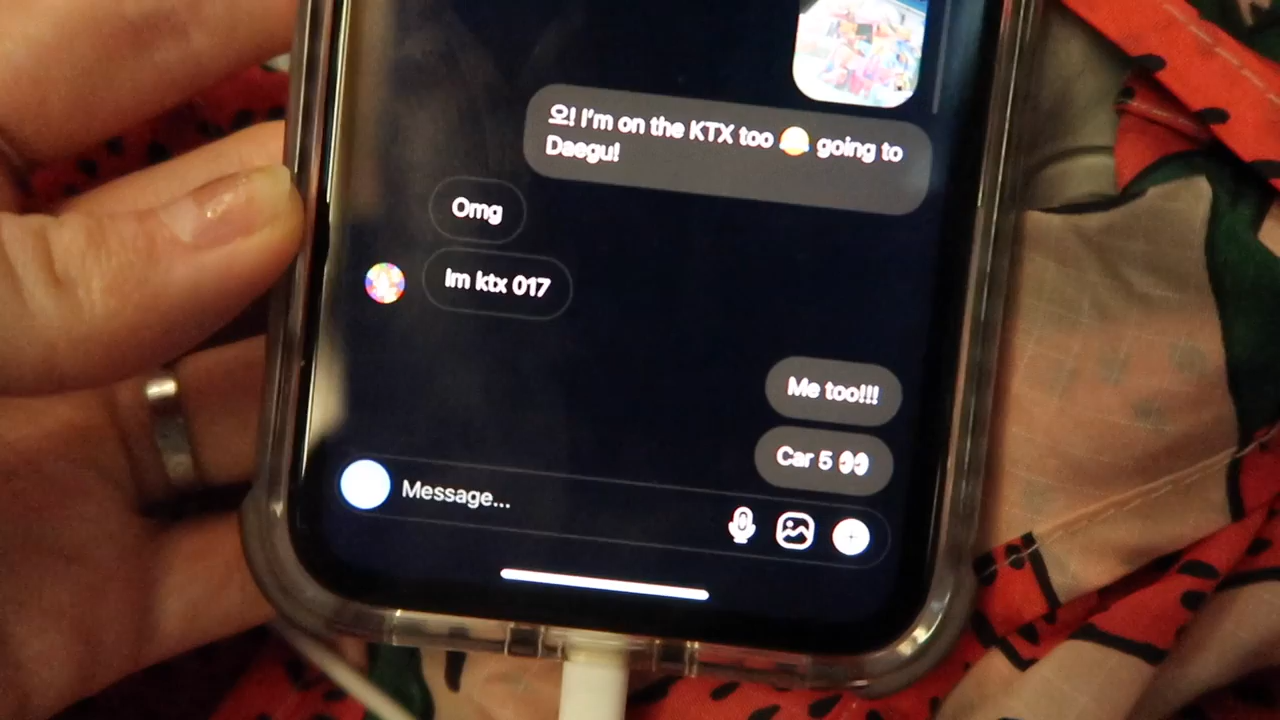 오! I'm on the KTX too 🤗 going to
Daegu!
Omg
Im ktx 017
Me too!!!
Car 5 👀
Message...